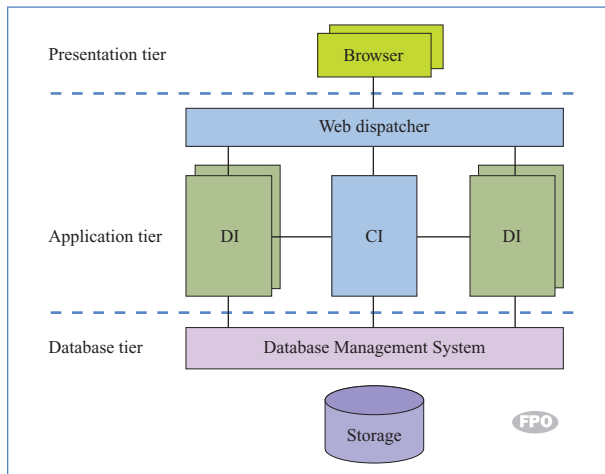 Presentation tier
Browser
Web dispatcher
Application tier
DI
CI
DI
Database tier
Database Management System
Storage
FPO